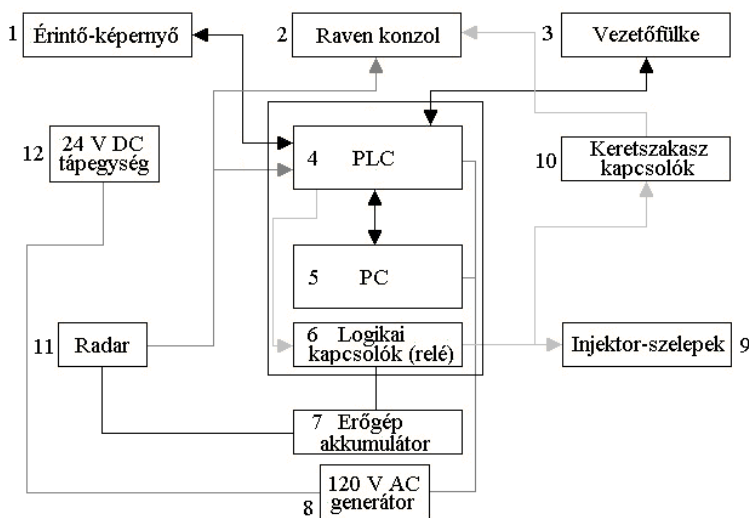 1 Érintő-képernyő
2 Raven konzol
3 Vezetőfülke
12 24 V DC
tápegység
4 PLC
10 Keretszakasz
kapcsolók
5 PC
11 Radar
6 Logikai
kapcsolók (relé)
Injektor-szelepek 9
7 Erőgép
akkumulátor
8 120 V AC
generátor